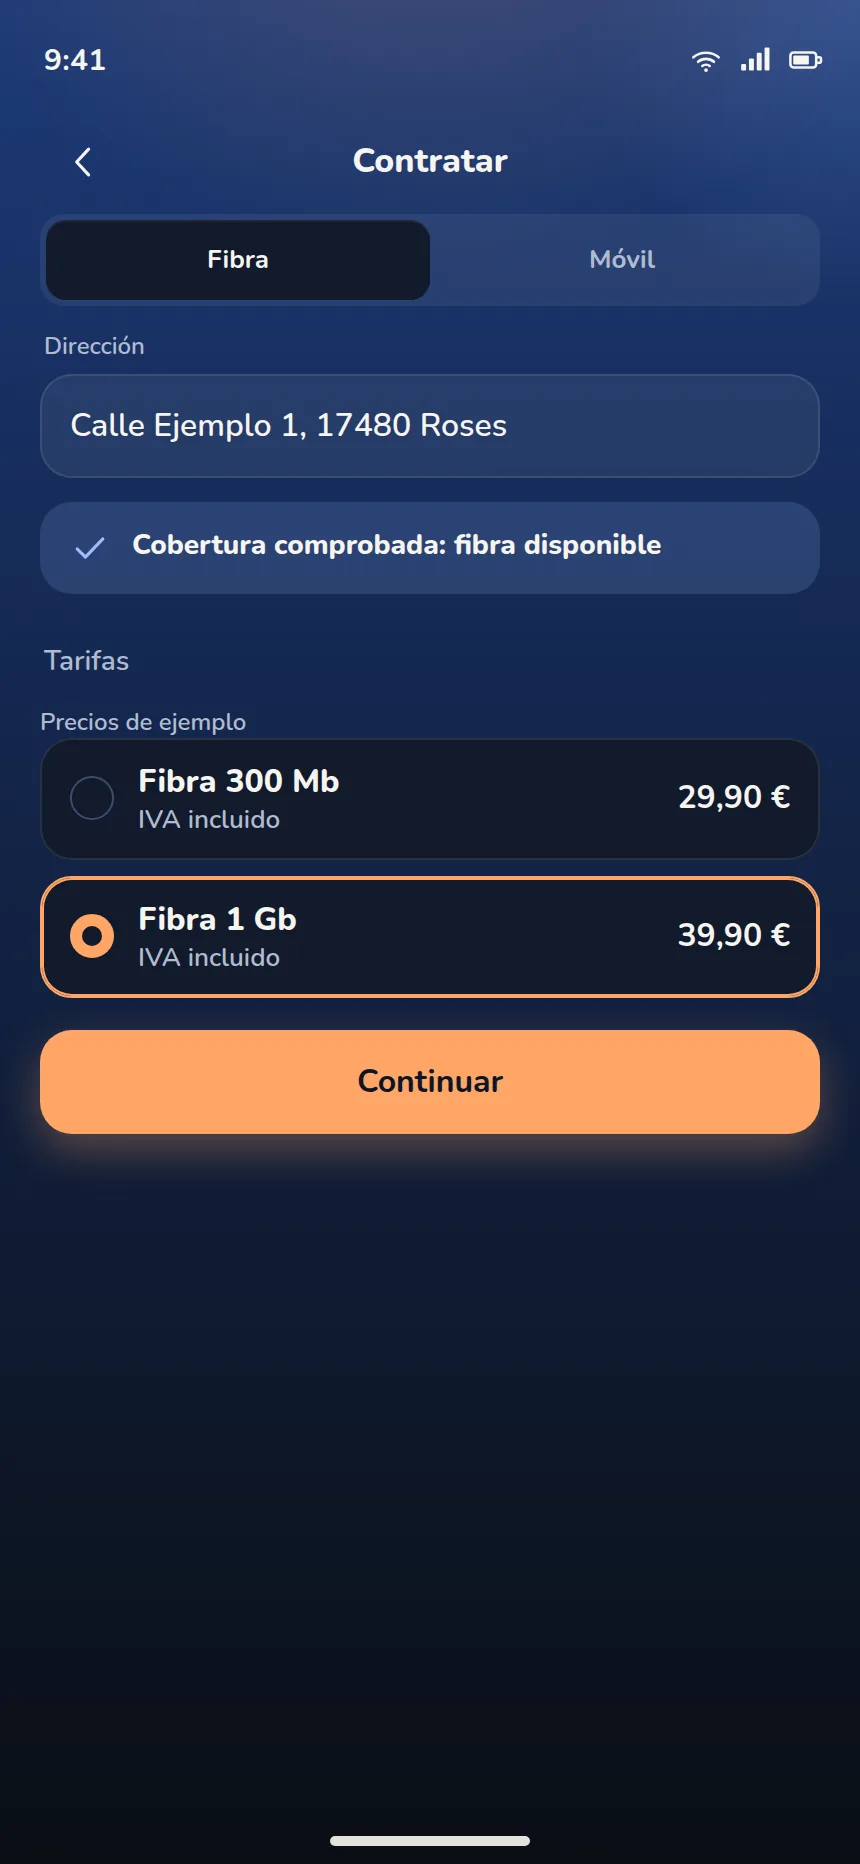 9:41
Contratar
Fibra
Móvil
Dirección
Calle Ejemplo 1, 17480 Roses
Cobertura comprobada: fibra disponible
Tarifas
Precios de ejemplo
Fibra 300 Mb
IVA incluido
29,90 €
Fibra 1 Gb
IVA incluido
39,90 €
Continuar